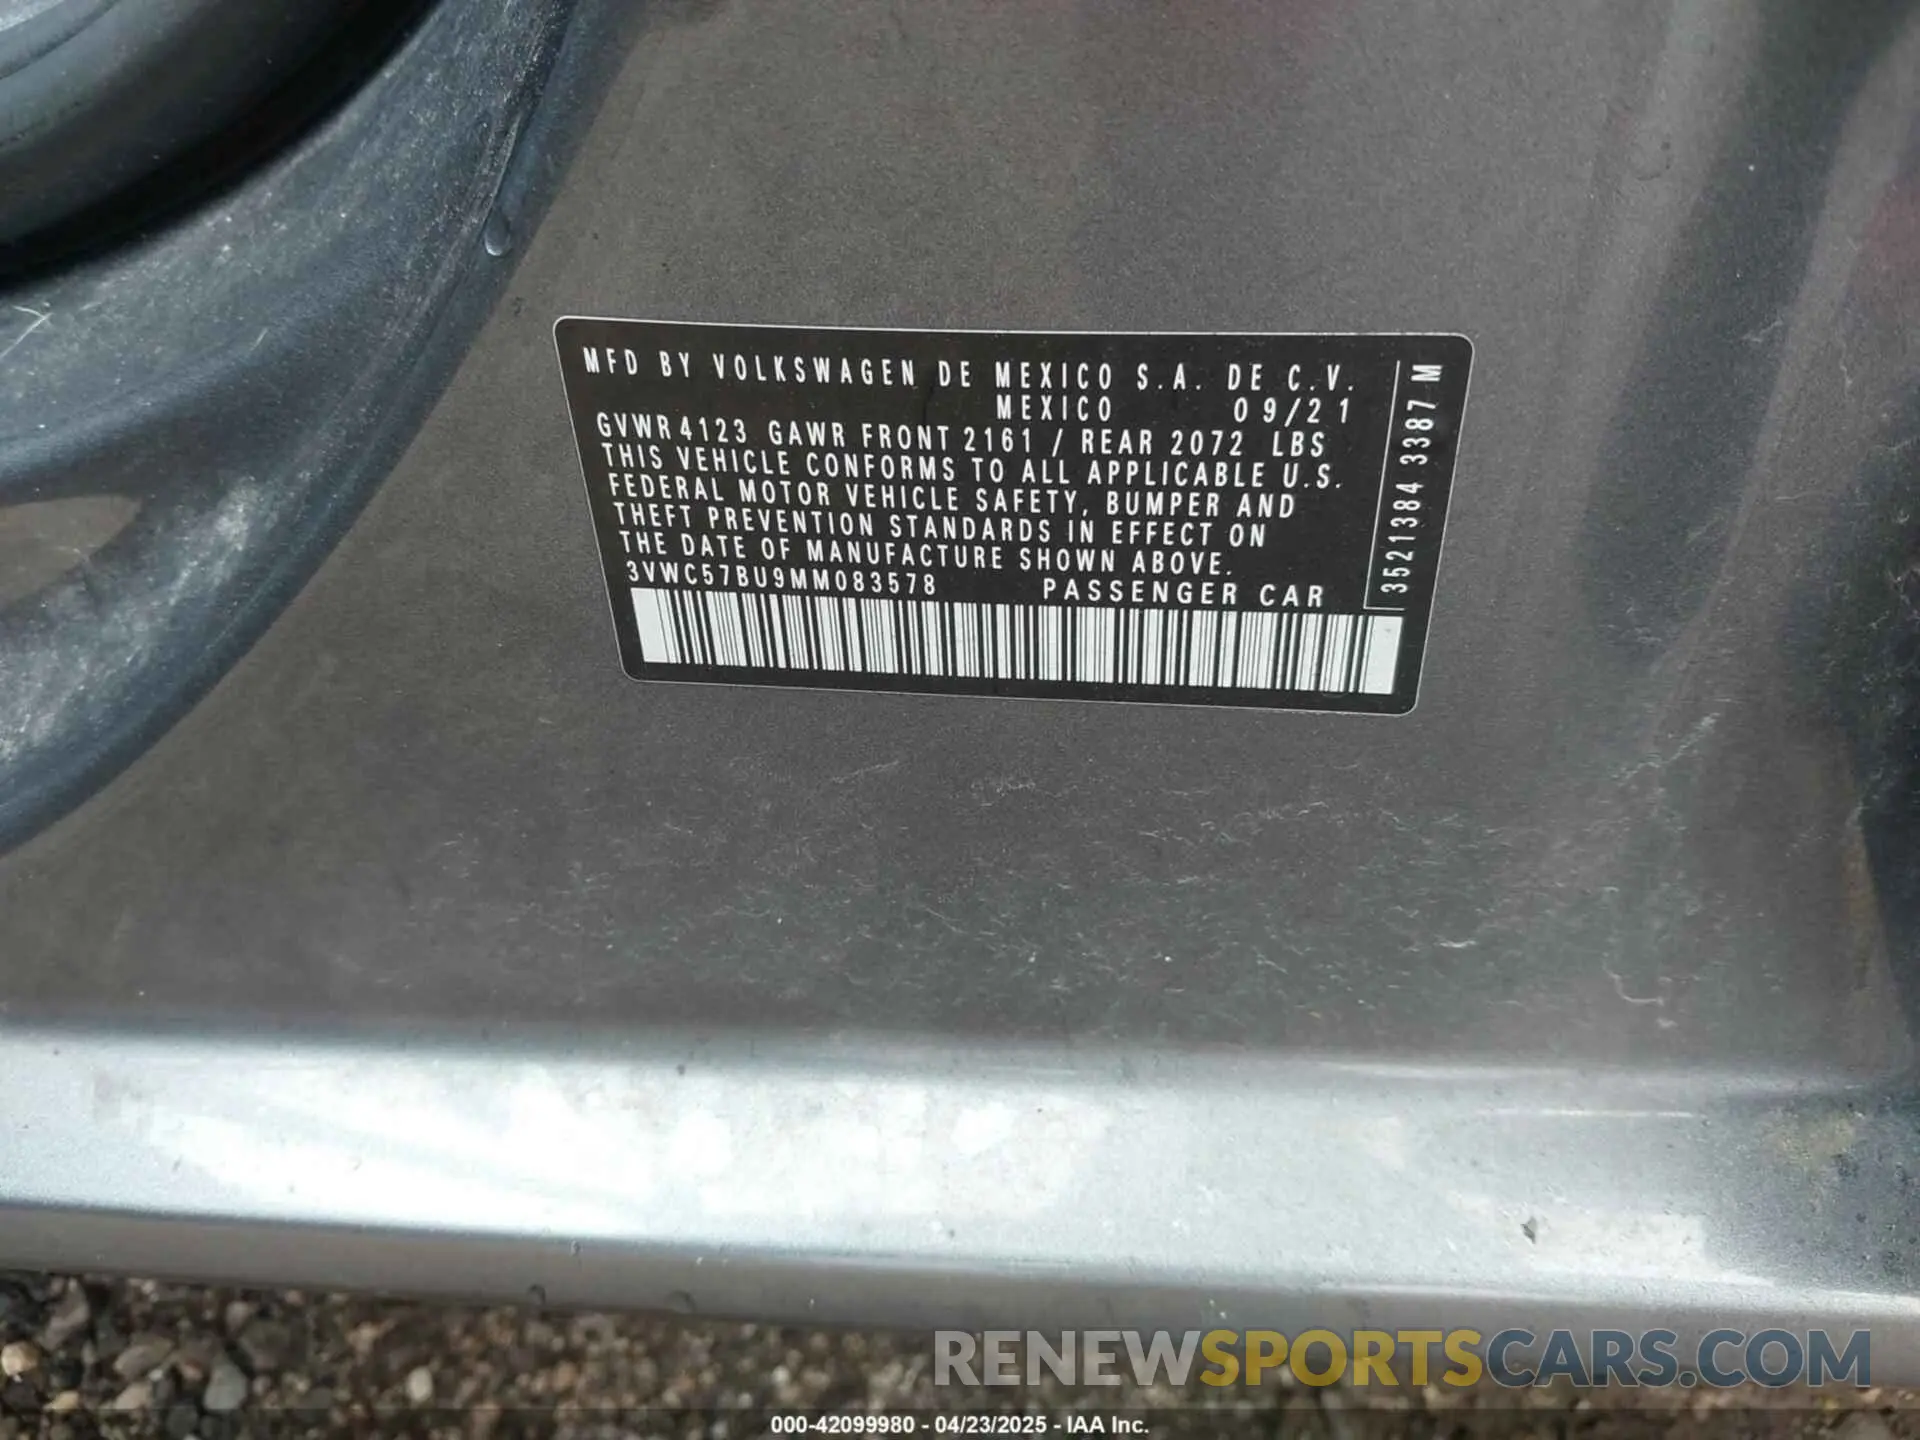 MFD BY VOLKSWAGEN DE MEXICO S.A. DE C.V.
MEXICO 09/21
GVWR 4123 GAWR FRONT 2161 / REAR 2072 LBS
THIS VEHICLE CONFORMS TO ALL APPLICABLE U.S.
FEDERAL MOTOR VEHICLE SAFETY, BUMPER AND
THEFT PREVENTION STANDARDS IN EFFECT ON
THE DATE OF MANUFACTURE SHOWN ABOVE.
3VWC57BU9MM083578 PASSENGER CAR
3521384 3387 M
RENEWSPORTSCARS.COM
000-42099980 - 04/23/2025 - IAA Inc.